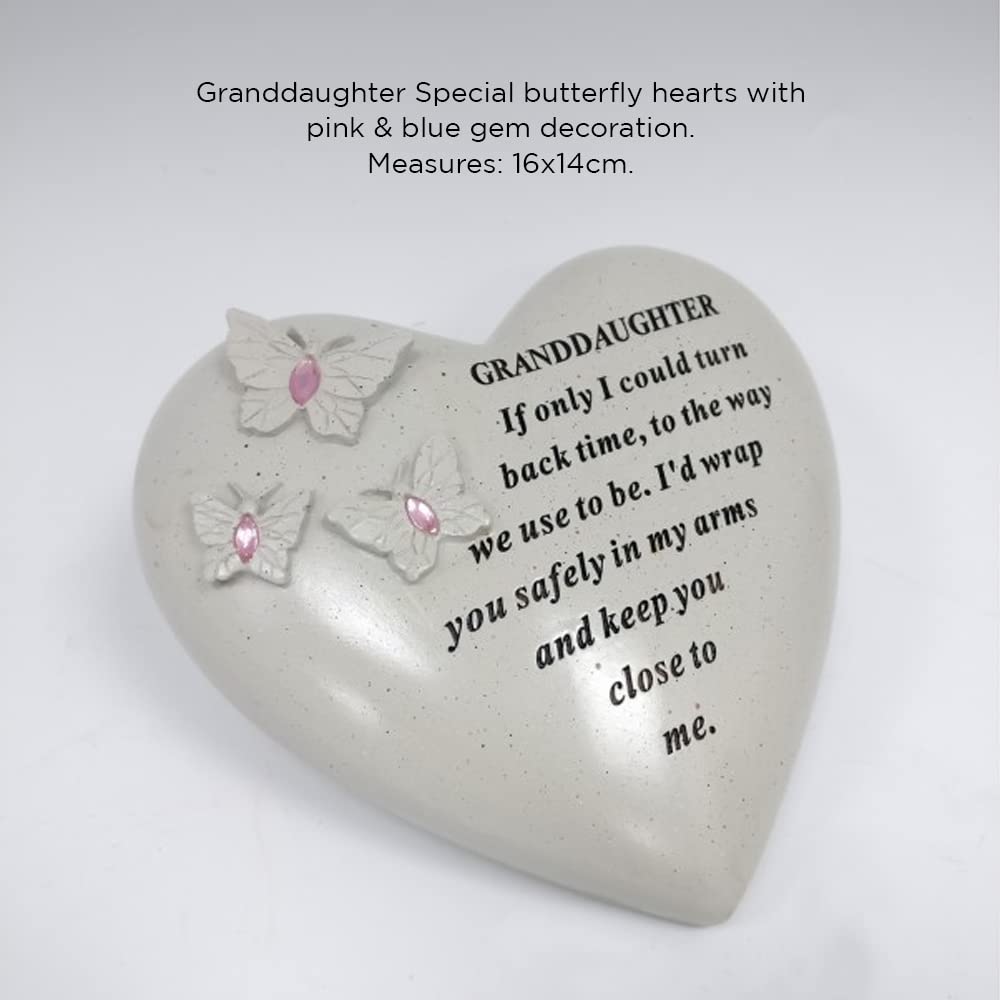 Granddaughter Special butterfly hearts with
pink & blue gem decoration.
Measures: 16x14cm.
GRANDDAUGHTER
If only I could turn
back time, to the way
we use to be. I'd wrap
you safely in my arms
and keep you
close to
me.